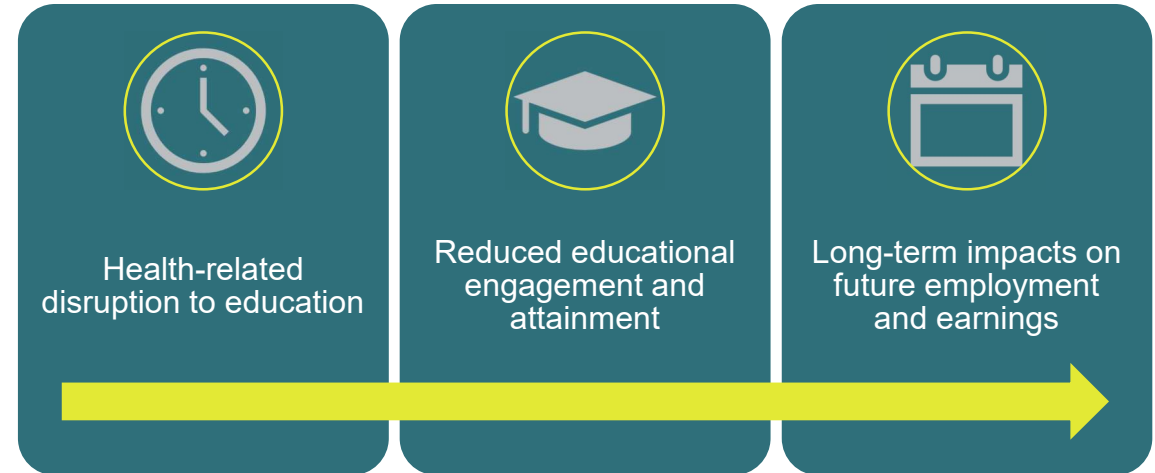 Health-related
disruption to education
Reduced educational
engagement and
attainment
Long-term impacts on
future employment
and earnings